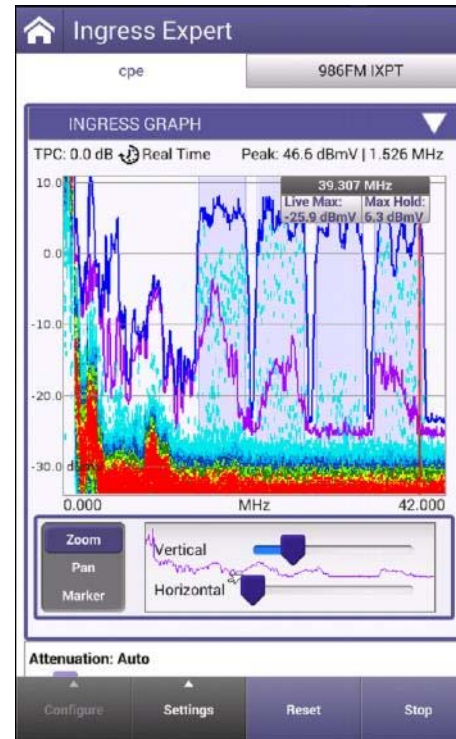 Ingress Expert
cpe 986FM IXPT
INGRESS GRAPH
TPC: 0.0 dB Real Time Peak: 46.6 dBmV | 1.526 MHz
39.307 MHz
Live Max: Max Hold:
-25.9 dBmV 6.3 dBmV
10.0
0.0
-10.0
-20.0
-30.0
0.000 MHz 42.000
Zoom
Pan
Marker
Vertical
Horizontal
Attenuation: Auto
Configure Settings Reset Stop